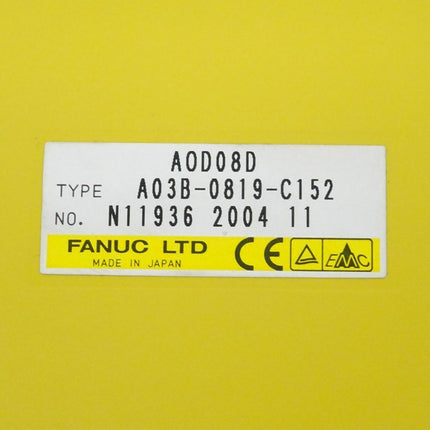 AOD08D
TYPE A03B-0819-C152
NO. N11936 2004 11
FANUC LTD
MADE IN JAPAN
CE
EMC